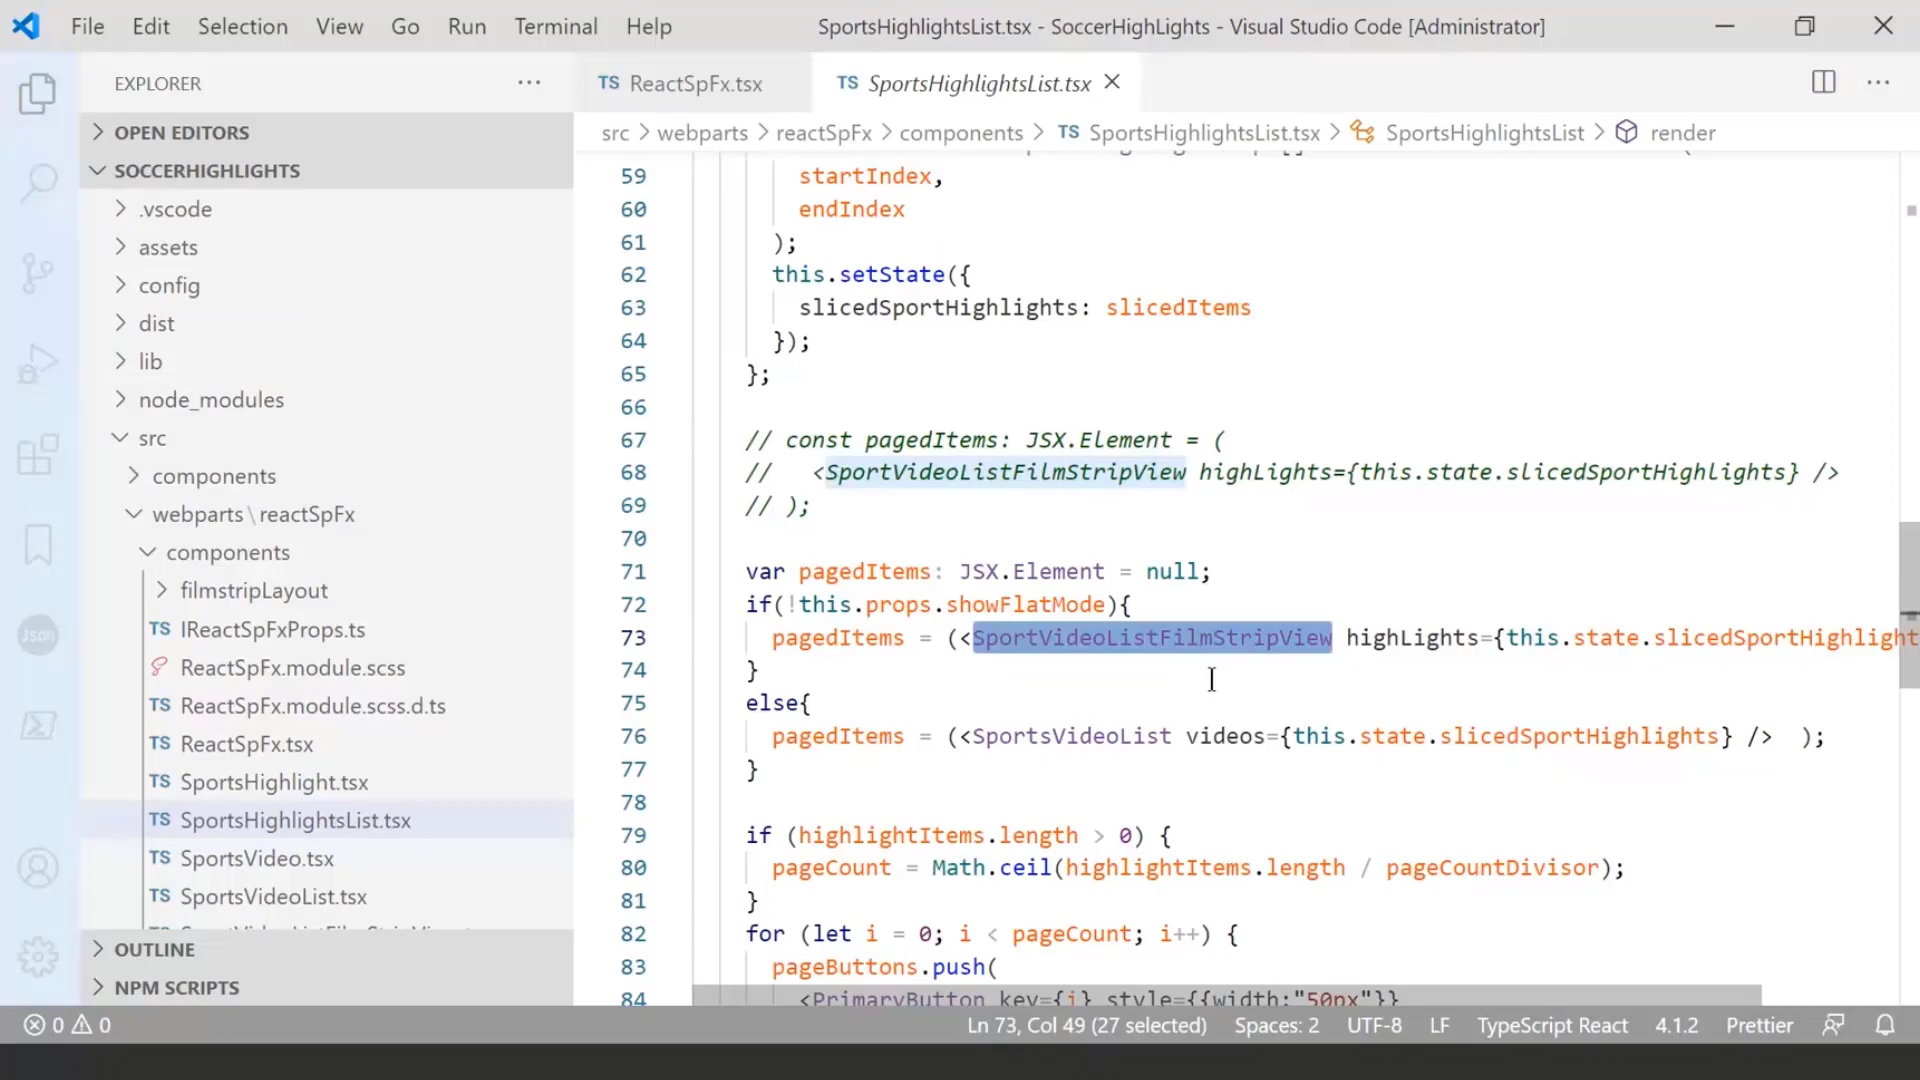 File Edit Selection View Go Run Terminal Help
SportsHighlightsList.tsx - SoccerHighLights - Visual Studio Code [Administrator]
EXPLORER
TS ReactSpFx.tsx
TS SportsHighlightsList.tsx
OPEN EDITORS
SOCCERHIGHLIGHTS
.vscode
assets
config
dist
lib
node_modules
src
components
webparts\reactSpFx
components
filmstripLayout
TS IReactSpFxProps.ts
ReactSpFx.module.scss
TS ReactSpFx.module.scss.d.ts
TS ReactSpFx.tsx
TS SportsHighlight.tsx
TS SportsHighlightsList.tsx
TS SportsVideo.tsx
TS SportsVideoList.tsx
OUTLINE
NPM SCRIPTS
Json
src > webparts > reactSpFx > components > TS SportsHighlightsList.tsx > SportsHighlightsList > render
59 startIndex,
60 endIndex
61 );
62 this.setState({
63 slicedSportHighlights: slicedItems
64 });
65 };
66
67 // const pagedItems: JSX.Element = (
68 //   <SportVideoListFilmStripView highLights={this.state.slicedSportHighlights} />
69 // );
70
71 var pagedItems: JSX.Element = null;
72 if(!this.props.showFlatMode){
73 pagedItems = (<SportVideoListFilmStripView highLights={this.state.slicedSportHighlight
74 }
75 else{
76 pagedItems = (<SportsVideoList videos={this.state.slicedSportHighlights} />  );
77 }
78
79 if (highlightItems.length > 0) {
80 pageCount = Math.ceil(highlightItems.length / pageCountDivisor);
81 }
82 for (let i = 0; i < pageCount; i++) {
83 pageButtons.push(
84 <PrimaryButton key={i} style={{width:"50px"}}
0 0 Ln 73, Col 49 (27 selected) Spaces: 2 UTF-8 LF TypeScript React 4.1.2 Prettier